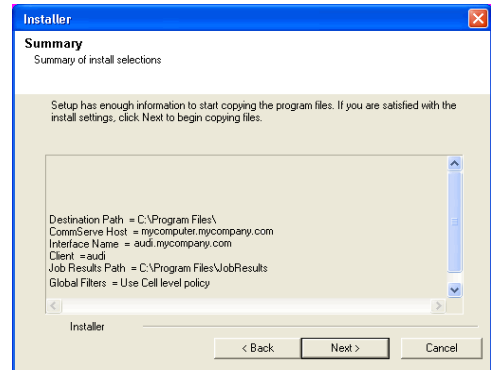 Installer
Summary
Summary of install selections
Setup has enough information to start copying the program files. If you are satisfied with the
install settings, click Next to begin copying files.
Destination Path = C:\Program Files\
CommServe Host = mycomputer.mycompany.com
Interface Name = audi.mycompany.com
Client =audi
Job Results Path = C:\Program Files\JobResults
Global Filters = Use Cell level policy
Installer
< Back Next > Cancel